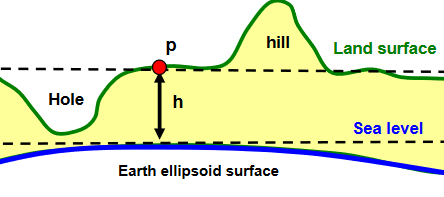 p
hill
Land surface
Hole
h
Sea level
Earth ellipsoid surface